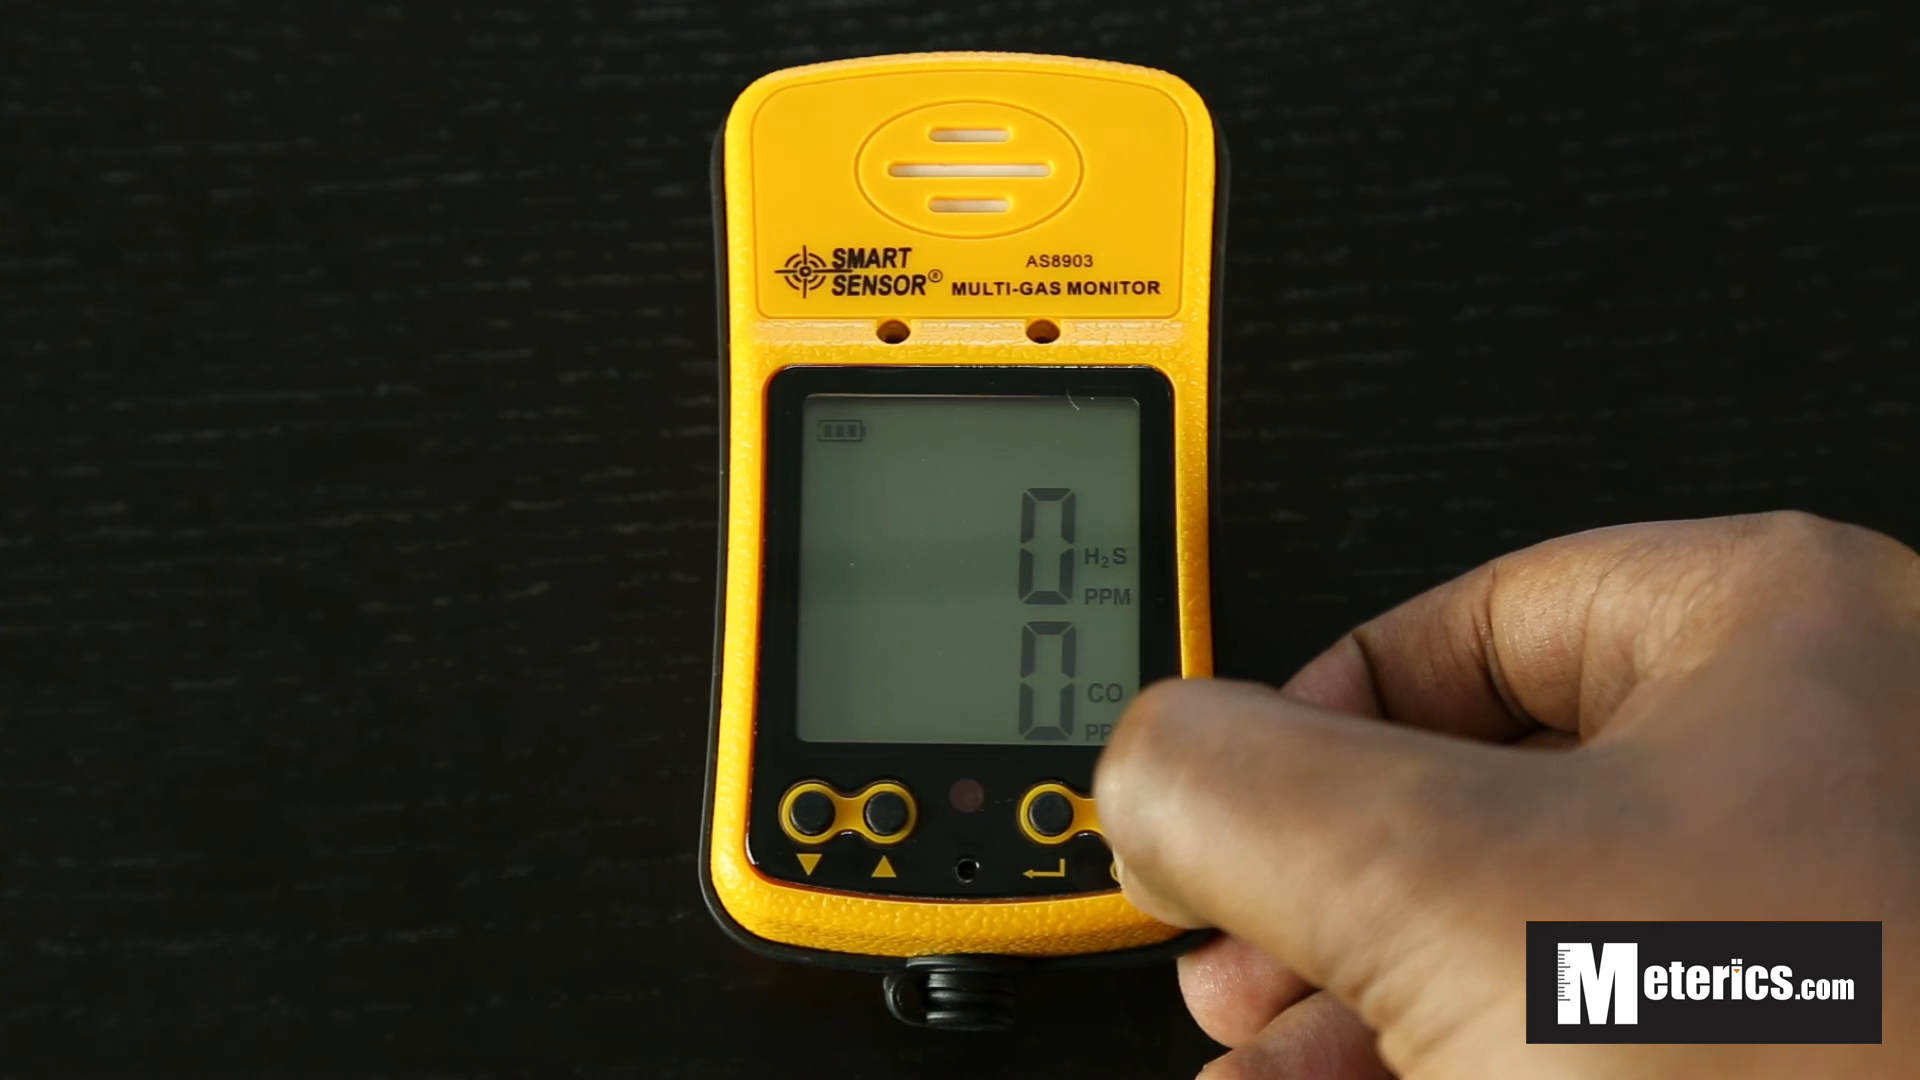 SMART
SENSOR®
AS8903
MULTI-GAS MONITOR
0
H₂S
PPM
0
CO
Meterics.com